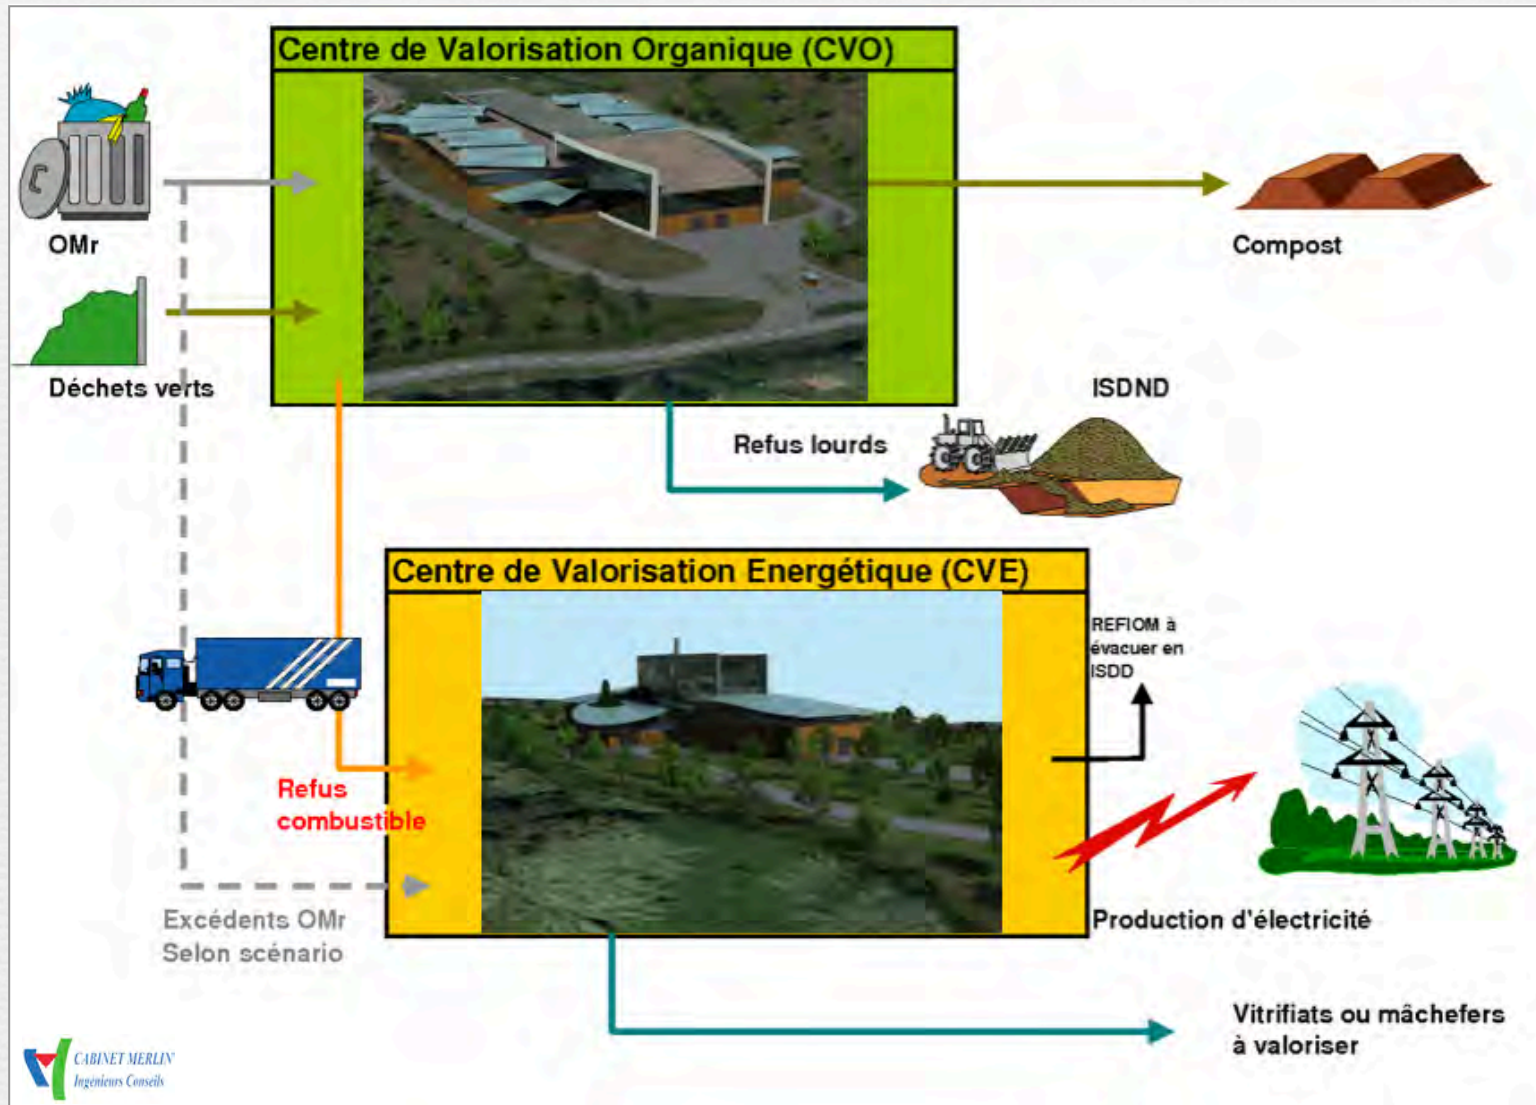 Centre de Valorisation Organique (CVO)
OMr
Compost
Déchets verts
ISDND
Refus lourds
Centre de Valorisation Energétique (CVE)
REFIOM à
évacuer en
ISDD
Refus
combustible
Excédents OMr
Selon scénario
Production d'électricité
Vitrifiats ou mâchefers
à valoriser
CABINET MERLIN
Ingénieurs Conseils